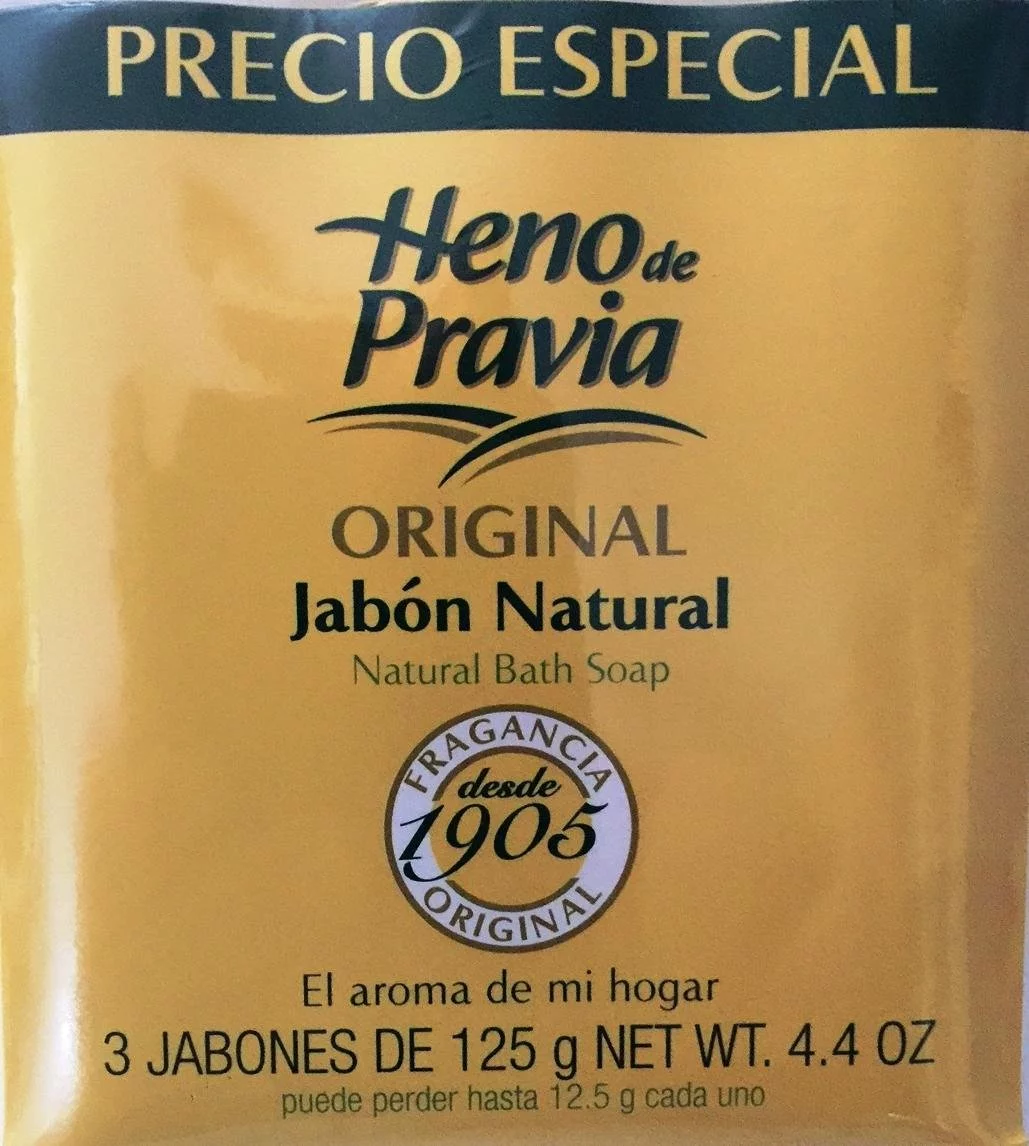 PRECIO ESPECIAL
Heno de
Pravia
ORIGINAL
Jabón Natural
Natural Bath Soap
FRAGANCIA
desde
1905
ORIGINAL
El aroma de mi hogar
3 JABONES DE 125 g NET WT. 4.4 OZ
puede perder hasta 12.5 g cada uno